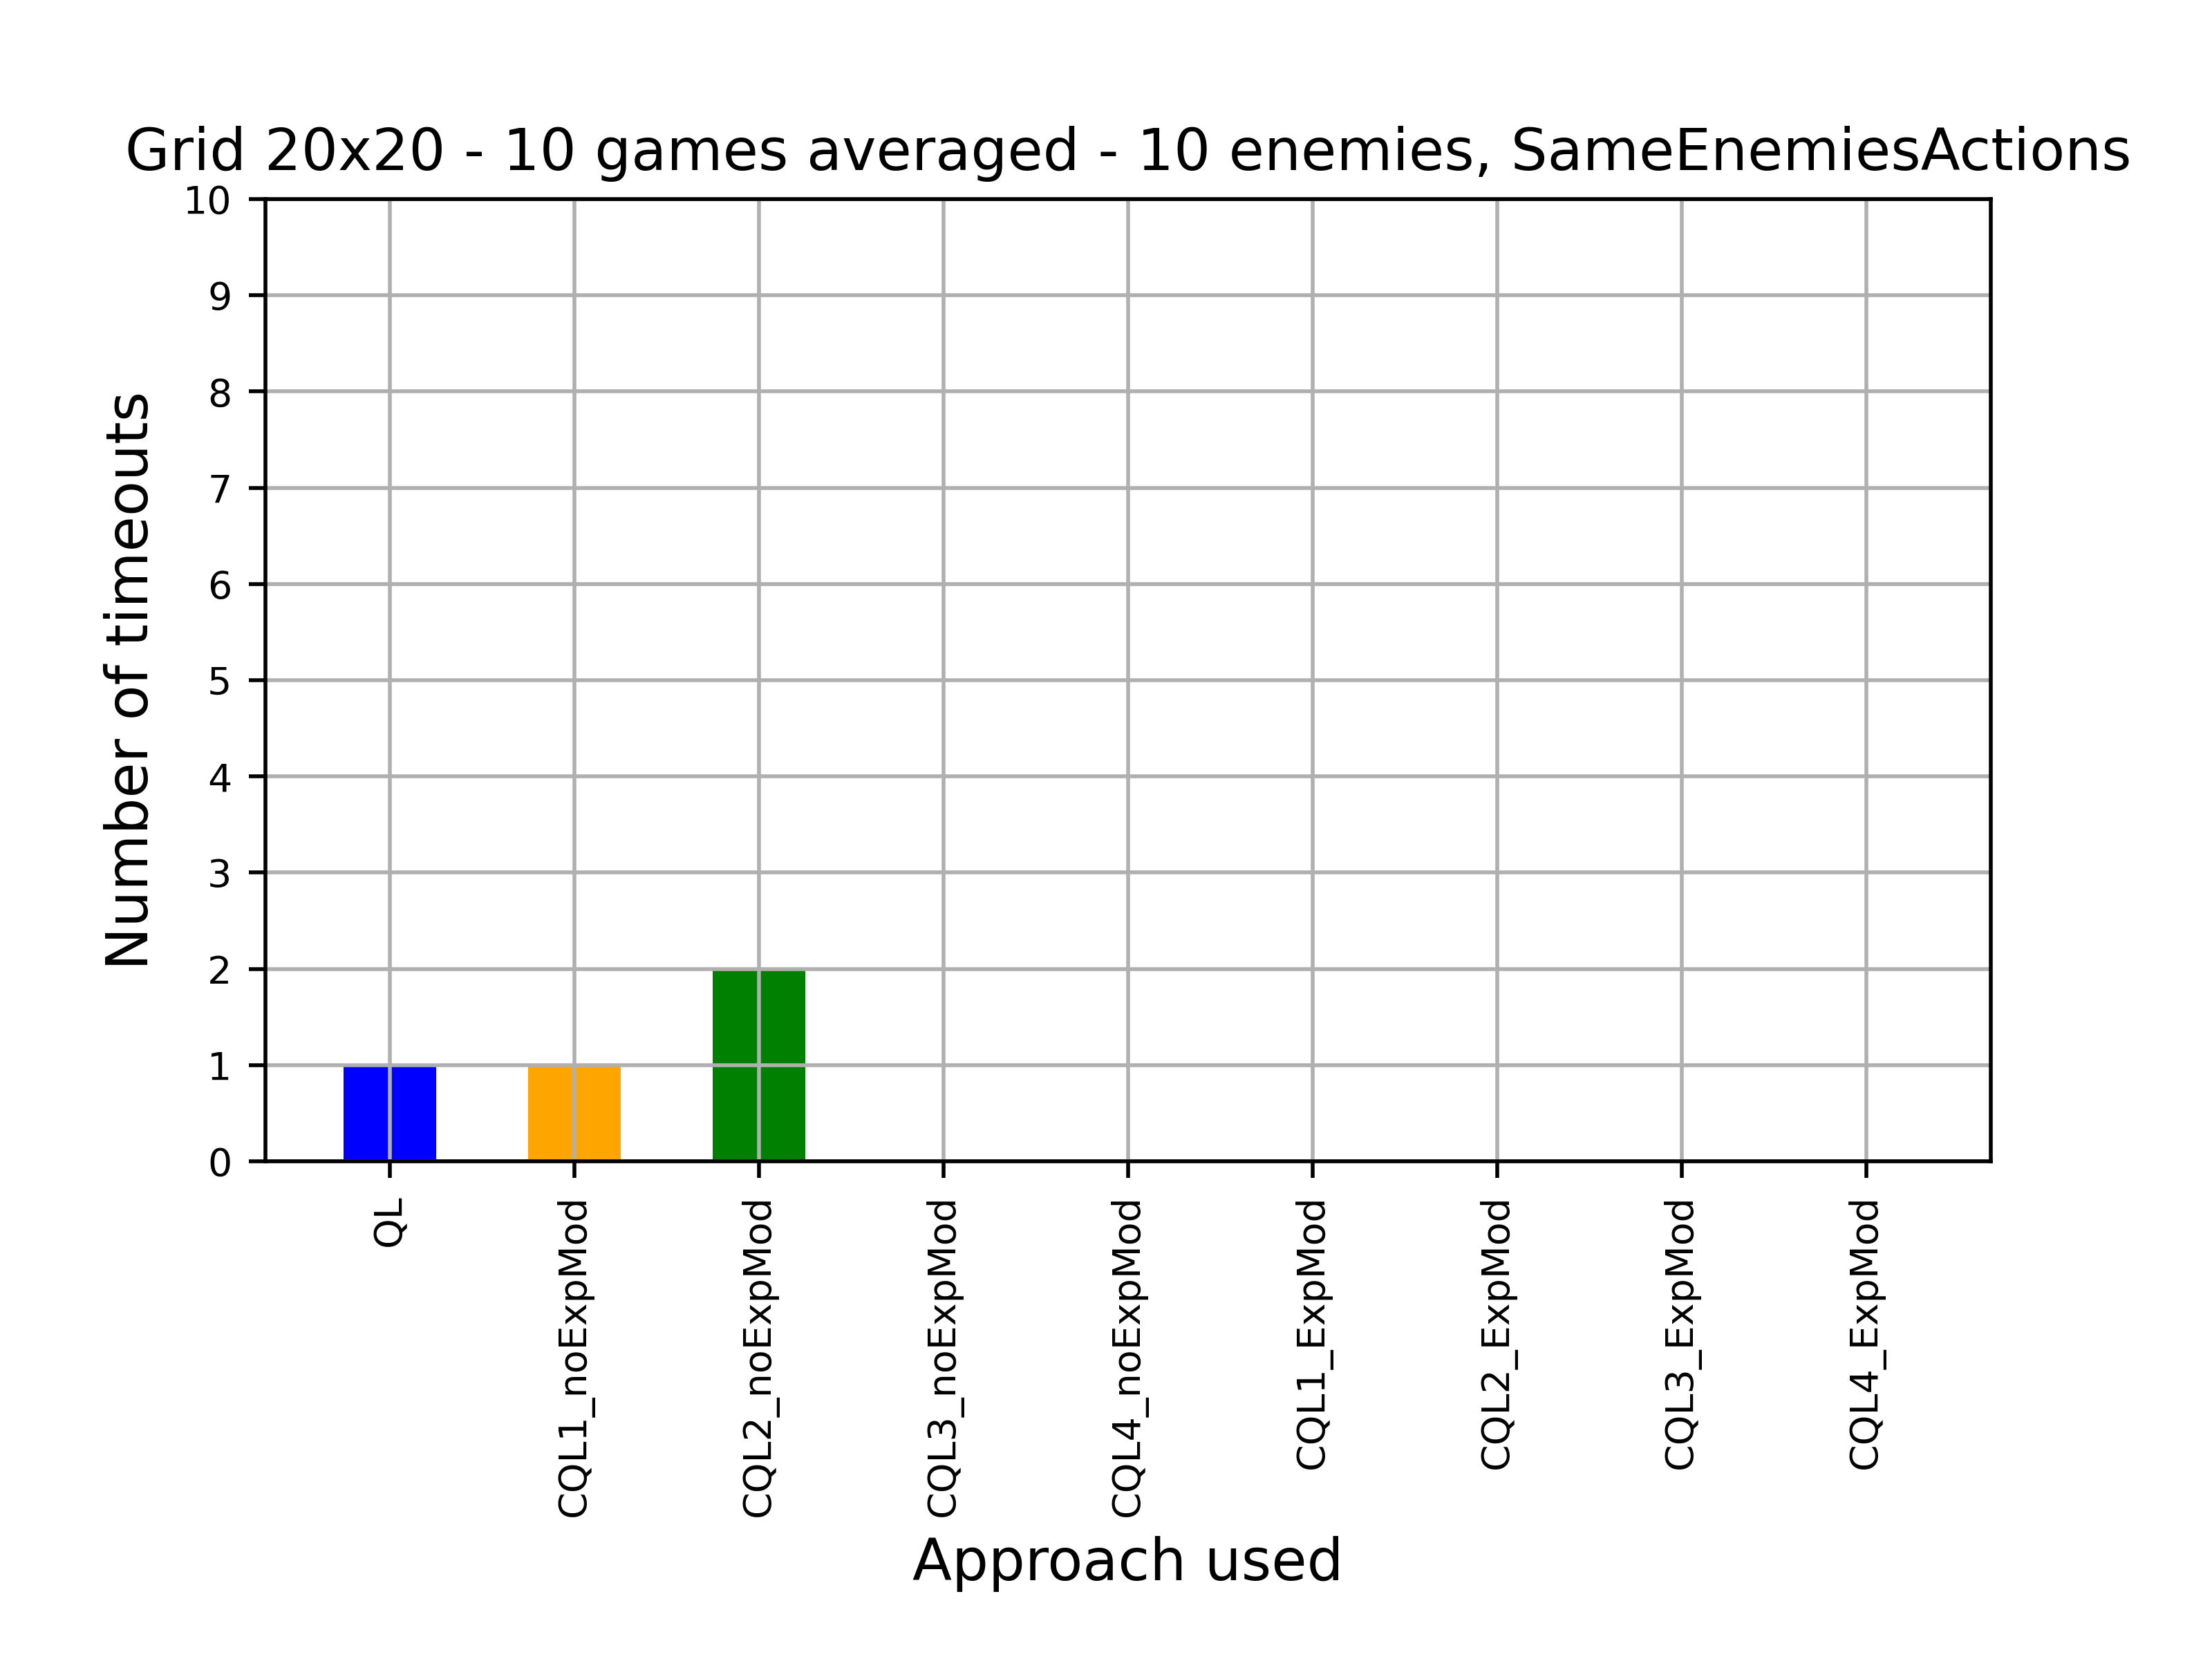 Grid 20x20 - 10 games averaged - 10 enemies, SameEnemiesActions
Number of timeouts
10
9
8
7
6
5
4
3
2
1
0
QL
CQL1_noExpMod
CQL2_noExpMod
CQL3_noExpMod
CQL4_noExpMod
CQL1_ExpMod
CQL2_ExpMod
CQL3_ExpMod
CQL4_ExpMod
Approach used